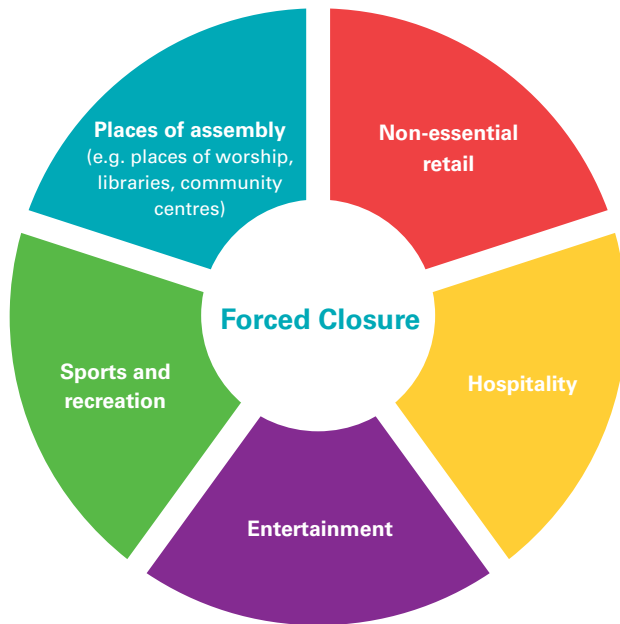 Places of assembly
(e.g. places of worship,
libraries, community
centres)
Non-essential
retail
Forced Closure
Sports and
recreation
Hospitality
Entertainment